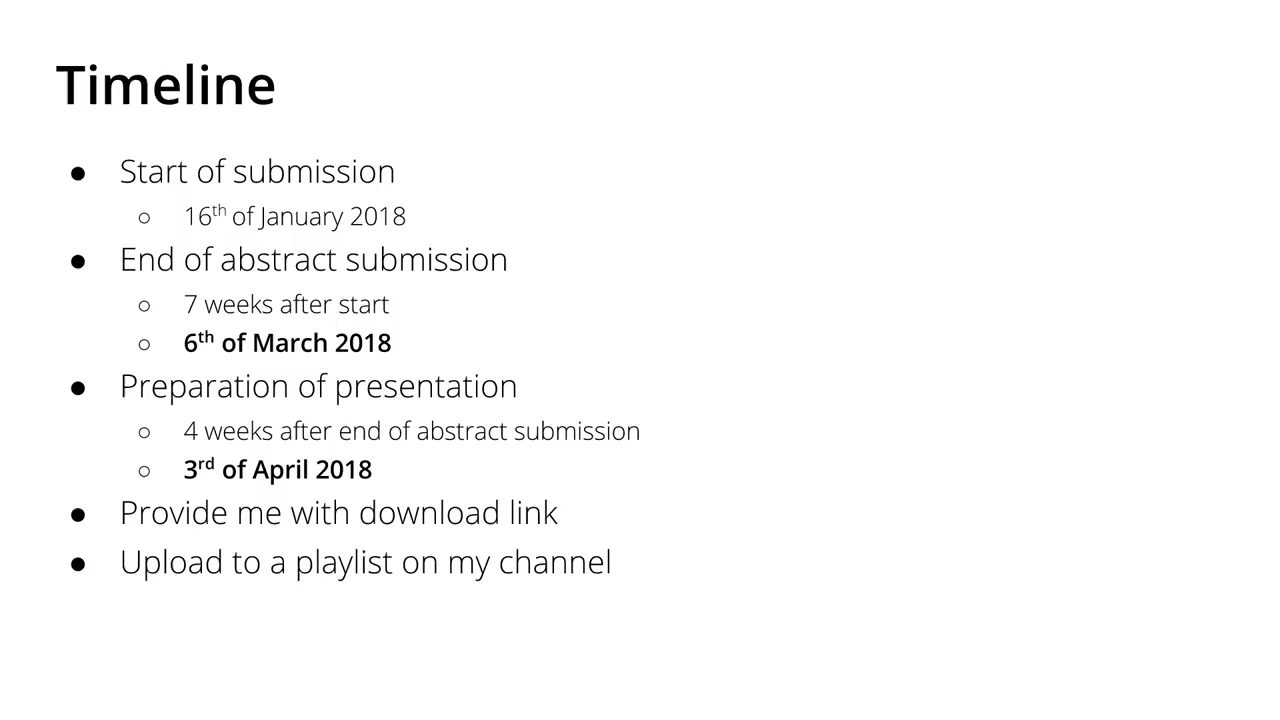 Timeline
● Start of submission
○ 16th of January 2018
● End of abstract submission
○ 7 weeks after start
○ 6th of March 2018
● Preparation of presentation
○ 4 weeks after end of abstract submission
○ 3rd of April 2018
● Provide me with download link
● Upload to a playlist on my channel